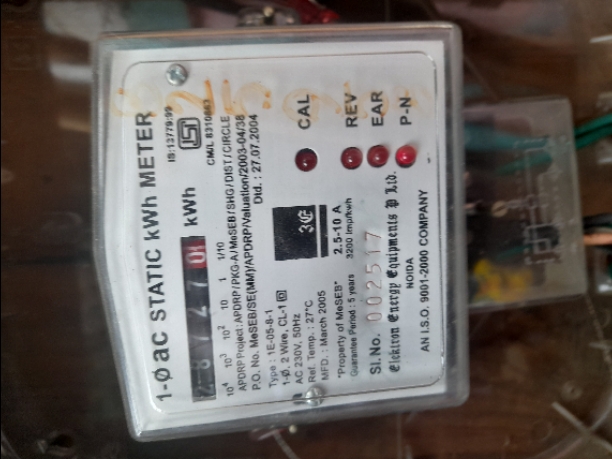 1-Ø ac STATIC kWh METER
IS:13779:99
CM/L 8310663
kWh
10⁴ 10³ 10² 10 1 1/10
APDRP Project: APDRP/PKG-A/MeSEB/SHG/DIST/CIRCLE
P.O. No. MeSEB/SE(MM)/APDRP/Valuation/2003-04/38
Dtd. : 27.07.2004
Type : 1E-05-8-1
1-Ø, 2 Wire, CL-1
AC 230V, 50Hz
Ref. Temp. : 27°C
MFD. : March 2005
2.5-10 A
3200 Imp/kwh
"Property of MeSEB"
Guarantee Period : 5 years
Sl. No. 002517
Elektron Energy Equipments P Ltd.
NOIDA
AN I.S.O. 9001-2000 COMPANY
CAL
REV
EAR
P-N